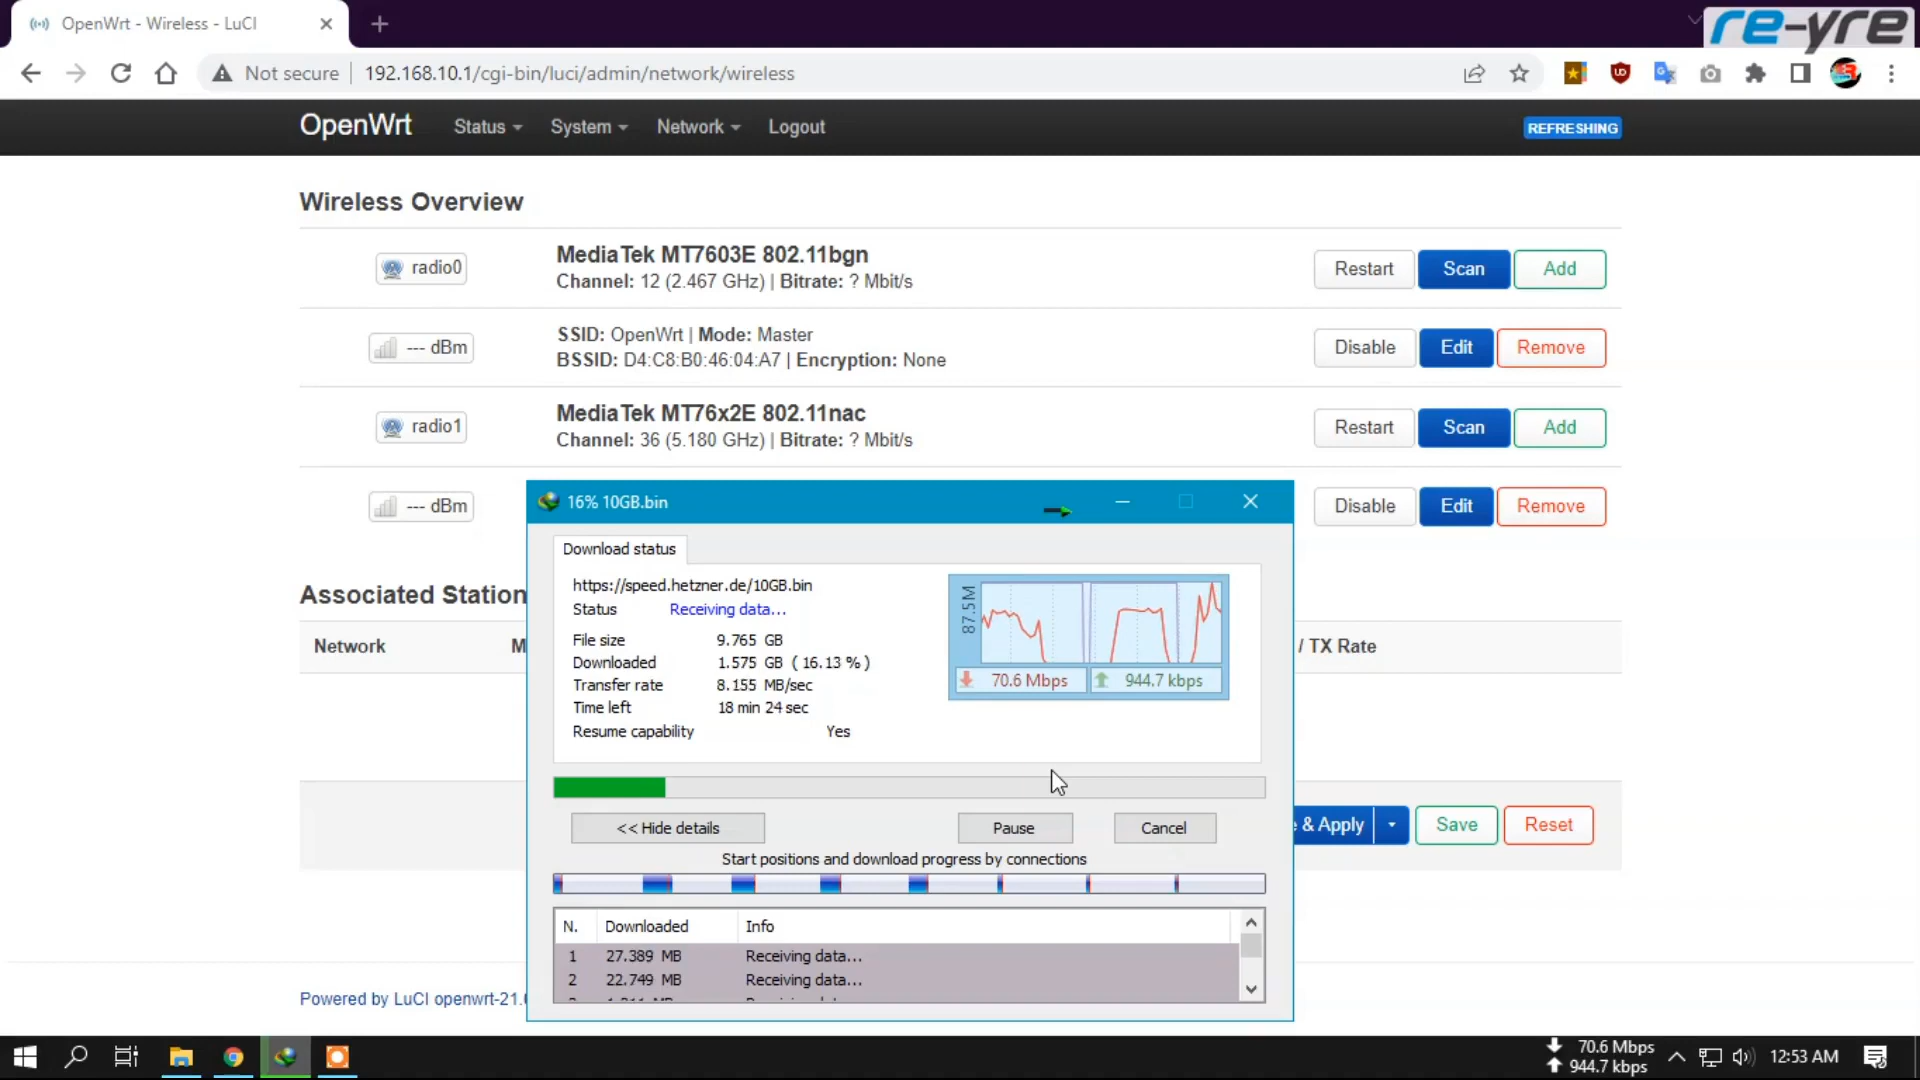 OpenWrt - Wireless - LuCI
re-yre
Not secure 192.168.10.1/cgi-bin/luci/admin/network/wireless
OpenWrt Status System Network Logout REFRESHING
Wireless Overview
radio0
MediaTek MT7603E 802.11bgn
Channel: 12 (2.467 GHz) | Bitrate: ? Mbit/s
Restart Scan Add
--- dBm
SSID: OpenWrt | Mode: Master
BSSID: D4:C8:B0:46:04:A7 | Encryption: None
Disable Edit Remove
radio1
MediaTek MT76x2E 802.11nac
Channel: 36 (5.180 GHz) | Bitrate: ? Mbit/s
Restart Scan Add
--- dBm
Disable Edit Remove
16% 10GB.bin
Download status
https://speed.hetzner.de/10GB.bin
Status Receiving data...
File size 9.765 GB
Downloaded 1.575 GB ( 16.13 % )
Transfer rate 8.155 MB/sec
Time left 18 min 24 sec
Resume capability Yes
87.5M
70.6 Mbps 944.7 kbps
<< Hide details Pause Cancel
Start positions and download progress by connections
N. Downloaded Info
1 27.389 MB Receiving data...
2 22.749 MB Receiving data...
Associated Station
Network M / TX Rate
& Apply Save Reset
Powered by LuCI openwrt-21.
70.6 Mbps
944.7 kbps
12:53 AM